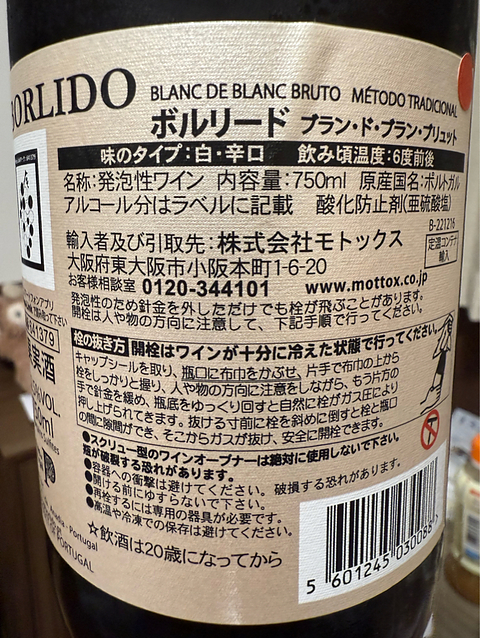 BORLIDO BLANC DE BLANC BRUTO MÉTODO TRADICIONAL
ボルリード ブラン・ド・ブラン・ブリュット
味のタイプ:白・辛口 飲み頃温度:6度前後
名称:発泡性ワイン 内容量:750ml 原産国名:ポルトガル
アルコール分はラベルに記載 酸化防止剤(亜硫酸塩)
B-221216
定温コンテナ
輸入
輸入者及び引取先:株式会社モトックス
大阪府東大阪市小阪本町1-6-20
お客様相談室 0120-344101 www.mottox.co.jp
発泡性のため針金を外しただけでも栓が飛ぶことがあります。
開栓は人や物の方向に注意して、下記手順で行ってください。
栓の抜き方 開栓はワインが十分に冷えた状態で行ってください。
キャップシールを取り、瓶口に布巾をかぶせ、片手で布巾の上から
栓をしっかりと握り、人や物の方向に注意をしながら、もう片方の
手で針金を緩め、瓶底をゆっくり回すと自然に栓がガス圧により
押し上げられてきます。抜ける寸前に栓を斜めに倒すと栓と瓶口
の間に隙間ができ、そこからガスが抜け、安全に開栓できます。
●スクリュー型のワインオープナーは絶対に使用しないで下さい。
瓶が破裂する恐れがあります。
●容器への衝撃は避けてください。破損する恐れがあります。
●開ける前にゆすらないで下さい。
●再栓するには専用の器具が必要です。
●高温や冷凍での保存は避けてください。
☆飲酒は20歳になってから
果実酒
VOL.
Portugal
PORTUGAL
5 601245 030088